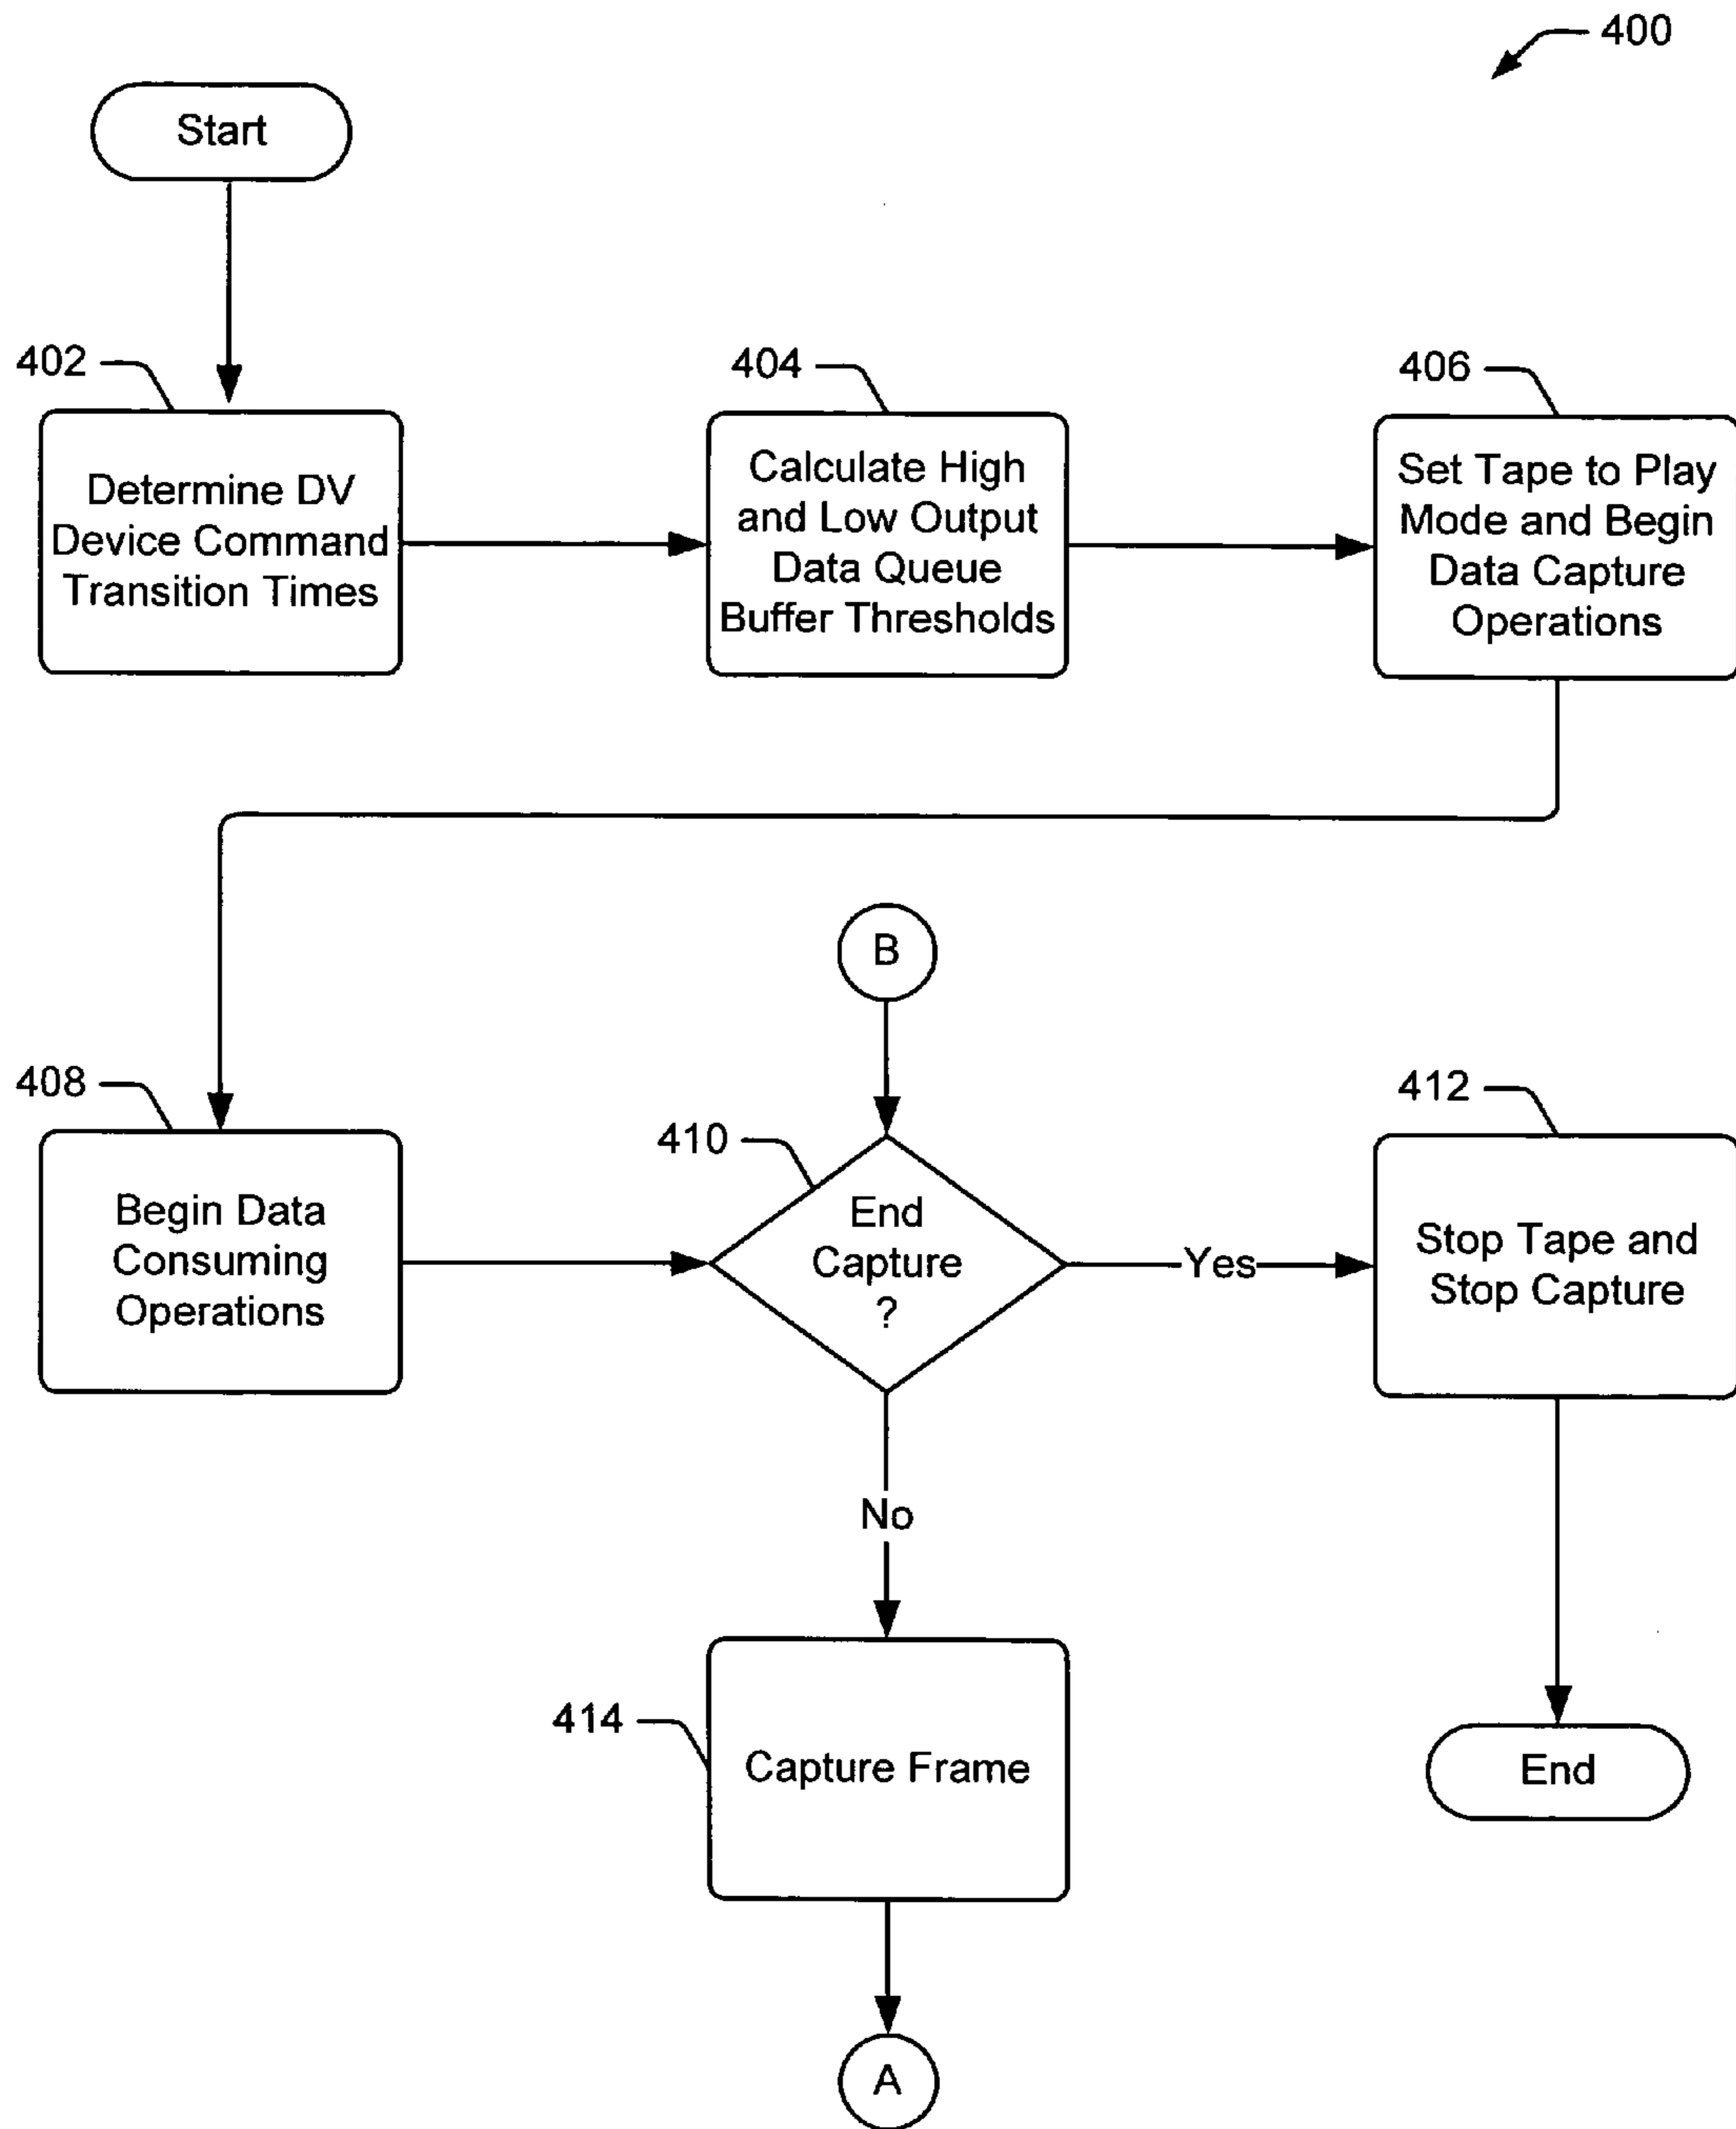 400
Start
402
Determine DV
Device Command
Transition Times
404
Calculate High
and Low Output
Data Queue
Buffer Thresholds
406
Set Tape to Play
Mode and Begin
Data Capture
Operations
408
Begin Data
Consuming
Operations
B
410
End
Capture
?
Yes
412
Stop Tape and
Stop Capture
No
414
Capture Frame
End
A